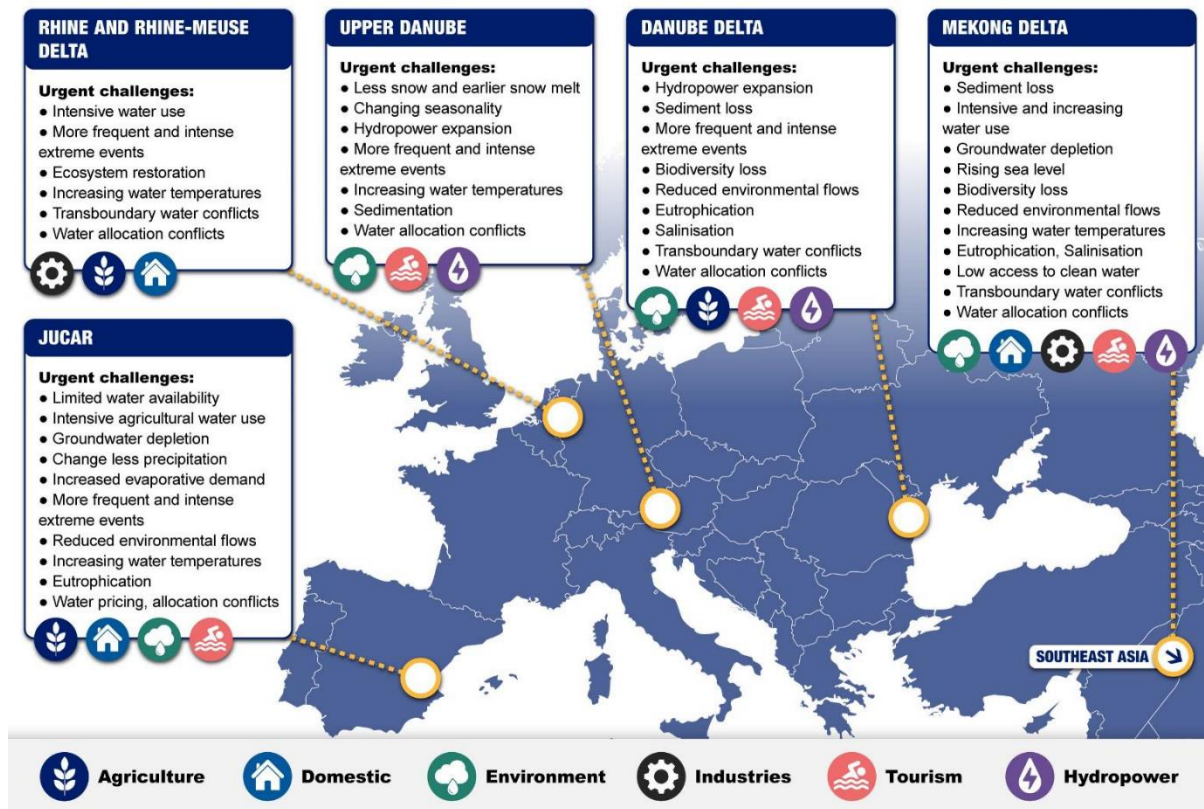 RHINE AND RHINE-MEUSE
DELTA
Urgent challenges:
● Intensive water use
● More frequent and intense
extreme events
● Ecosystem restoration
● Increasing water temperatures
● Transboundary water conflicts
● Water allocation conflicts
UPPER DANUBE
Urgent challenges:
● Less snow and earlier snow melt
● Changing seasonality
● Hydropower expansion
● More frequent and intense
extreme events
● Increasing water temperatures
● Sedimentation
● Water allocation conflicts
DANUBE DELTA
Urgent challenges:
● Hydropower expansion
● Sediment loss
● More frequent and intense
extreme events
● Biodiversity loss
● Reduced environmental flows
● Eutrophication
● Salinisation
● Transboundary water conflicts
● Water allocation conflicts
MEKONG DELTA
Urgent challenges:
● Sediment loss
● Intensive and increasing
water use
● Groundwater depletion
● Rising sea level
● Biodiversity loss
● Reduced environmental flows
● Increasing water temperatures
● Eutrophication, Salinisation
● Low access to clean water
● Transboundary water conflicts
● Water allocation conflicts
JUCAR
Urgent challenges:
● Limited water availability
● Intensive agricultural water use
● Groundwater depletion
● Change less precipitation
● Increased evaporative demand
● More frequent and intense
extreme events
● Reduced environmental flows
● Increasing water temperatures
● Eutrophication
● Water pricing, allocation conflicts
SOUTHEAST ASIA
Agriculture
Domestic
Environment
Industries
Tourism
Hydropower